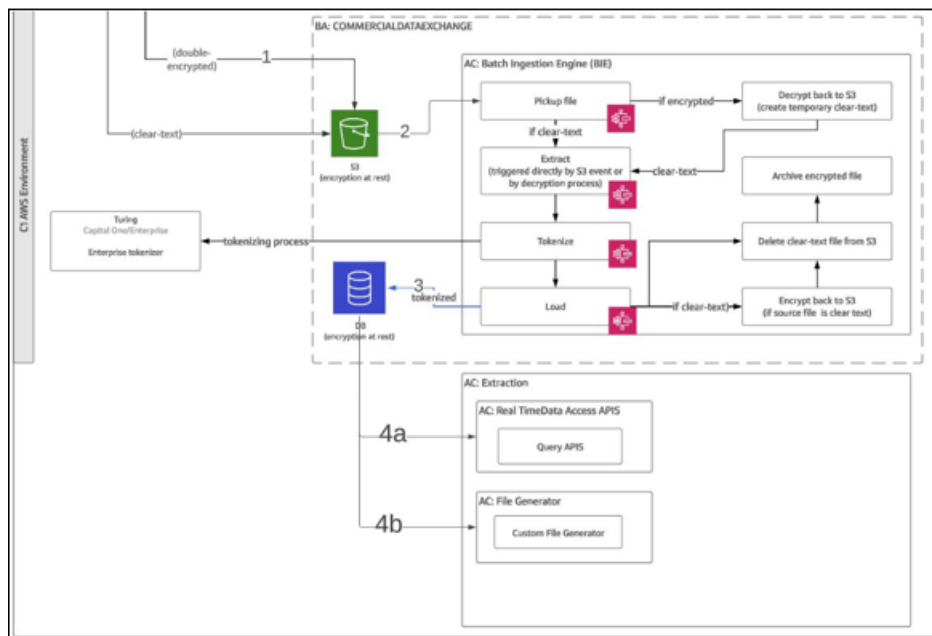 BA: COMMERCIALDATAEXCHANGE
(double-
encrypted)
1
AC: Batch Ingestion Engine (BIE)
Pickup file
if encrypted
Decrypt back to S3
(create temporary clear-text)
(clear-text)
2
if clear-text
S3
(encryption at rest)
Extract
(triggered directly by S3 event or
by decryption process)
clear-text
Archive encrypted file
C1 AWS Environment
Turing
Capital One/Enterprise
Enterprise tokenizer
tokenizing process
Tokenize
Delete clear-text file from S3
3
tokenized
Load
if clear-text)
Encrypt back to S3
(if source file is clear text)
DB
(encryption at rest)
AC: Extraction
AC: Real TimeData Access APIS
4a
Query APIS
AC: File Generator
4b
Custom File Generator